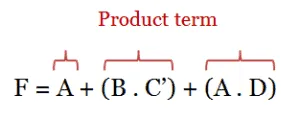 Product term
F = A + (B . C’) + (A . D)